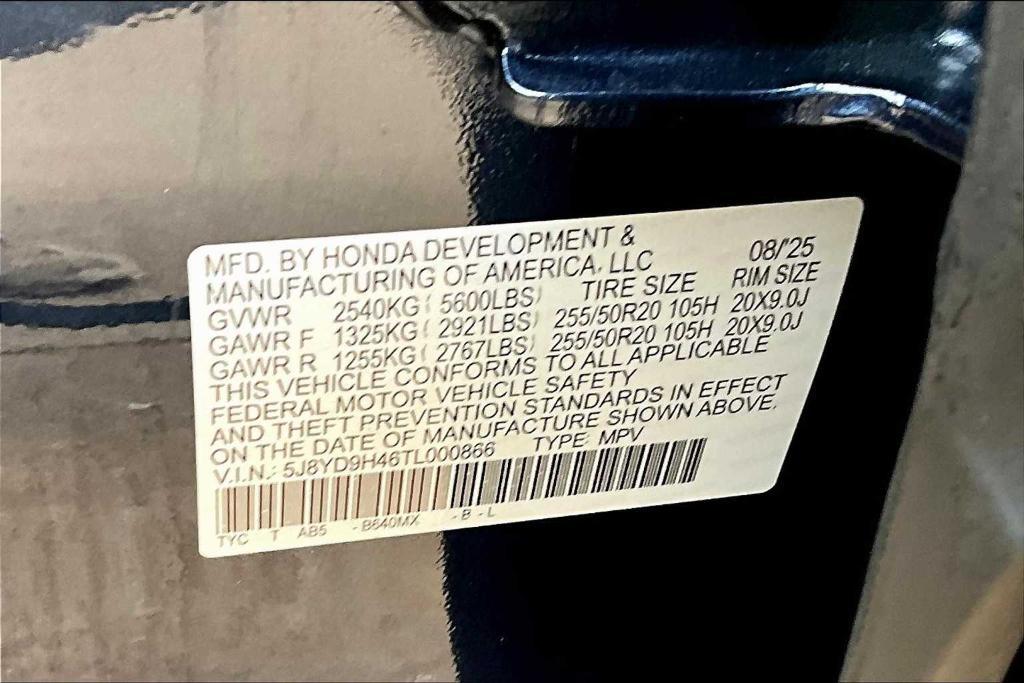 MFD. BY HONDA DEVELOPMENT &
MANUFACTURING OF AMERICA, LLC 08/'25
GVWR 2540KG ( 5600LBS) TIRE SIZE RIM SIZE
GAWR F 1325KG ( 2921LBS) 255/50R20 105H 20X9.0J
GAWR R 1255KG ( 2767LBS) 255/50R20 105H 20X9.0J
THIS VEHICLE CONFORMS TO ALL APPLICABLE
FEDERAL MOTOR VEHICLE SAFETY
AND THEFT PREVENTION STANDARDS IN EFFECT
ON THE DATE OF MANUFACTURE SHOWN ABOVE.
V.I.N.: 5J8YD9H46TL000866 TYPE: MPV
TYC T AB5 -B640MX -B-L